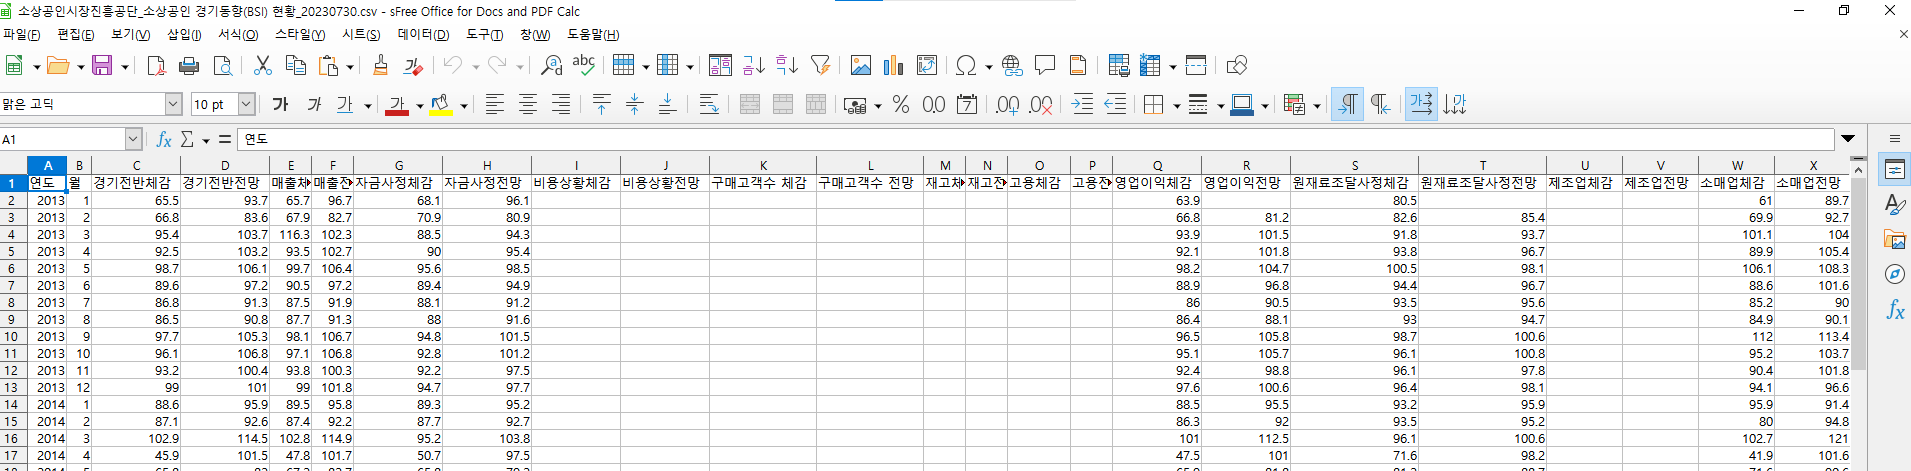 소상공인시장진흥공단_소상공인 경기동향(BSI) 현황_20230730.csv - sFree Office for Docs and PDF Calc
파일(F) 편집(E) 보기(V) 삽입(I) 서식(O) 스타일(Y) 시트(S) 데이터(D) 도구(T) 창(W) 도움말(H)
맑은 고딕 10 pt 가 가 가 가
A1 fx Σ = 연도
A B C D E F G H I J K L M N O P Q R S T U V W X
1 연도 월 경기전반체감 경기전반전망 매출체 매출전 자금사정체감 자금사정전망 비용상황체감 비용상황전망 구매고객수 체감 구매고객수 전망 재고체 재고전 고용체감 고용전 영업이익체감 영업이익전망 원재료조달사정체감 원재료조달사정전망 제조업체감 제조업전망 소매업체감 소매업전망
2 2013 1 65.5 93.7 65.7 96.7 68.1 96.1 63.9 80.5 61 89.7
3 2013 2 66.8 83.6 67.9 82.7 70.9 80.9 66.8 81.2 82.6 85.4 69.9 92.7
4 2013 3 95.4 103.7 116.3 102.3 88.5 94.3 93.9 101.5 91.8 93.7 101.1 104
5 2013 4 92.5 103.2 93.5 102.7 90 95.4 92.1 101.8 93.8 96.7 89.9 105.4
6 2013 5 98.7 106.1 99.7 106.4 95.6 98.5 98.2 104.7 100.5 98.1 106.1 108.3
7 2013 6 89.6 97.2 90.5 97.2 89.4 94.9 88.9 96.8 94.4 96.7 88.6 101.6
8 2013 7 86.8 91.3 87.5 91.9 88.1 91.2 86 90.5 93.5 95.6 85.2 90
9 2013 8 86.5 90.8 87.7 91.3 88 91.6 86.4 88.1 93 94.7 84.9 90.1
10 2013 9 97.7 105.3 98.1 106.7 94.8 101.5 96.5 105.8 98.7 100.6 112 113.4
11 2013 10 96.1 106.8 97.1 106.8 92.8 101.2 95.1 105.7 96.1 100.8 95.2 103.7
12 2013 11 93.2 100.4 93.8 100.3 92.2 97.5 92.4 98.8 96.1 97.8 90.4 101.8
13 2013 12 99 101 99 101.8 94.7 97.7 97.6 100.6 96.4 98.1 94.1 96.6
14 2014 1 88.6 95.9 89.5 95.8 89.3 95.2 88.5 95.5 93.2 95.9 95.9 91.4
15 2014 2 87.1 92.6 87.4 92.2 87.7 92.7 86.3 92 93.5 95.2 80 94.8
16 2014 3 102.9 114.5 102.8 114.9 95.2 103.8 101 112.5 96.1 100.6 102.7 121
17 2014 4 45.9 101.5 47.8 101.7 50.7 97.5 47.5 101 71.6 98.2 41.9 101.6